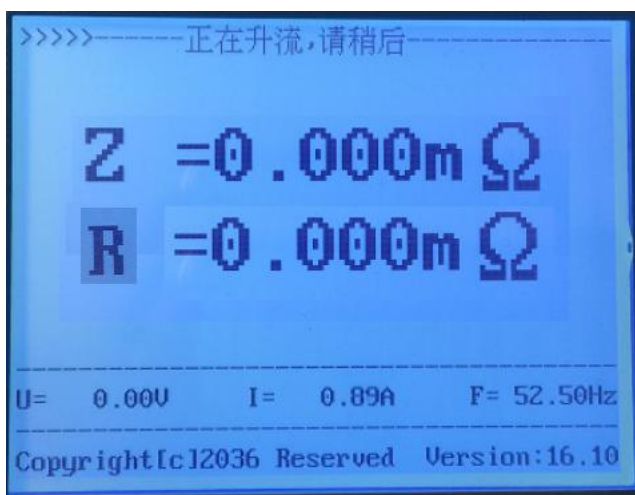 >>>>>------正在升流,请稍后--------------
Z =0.000mΩ
R =0.000mΩ
U= 0.00V I= 0.89A F= 52.50Hz
Copyright[c]2036 Reserved Version:16.10